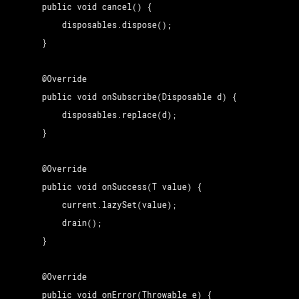 public void cancel() {
disposables.dispose();
}
@Override
public void onSubscribe(Disposable d) {
disposables.replace(d);
}
@Override
public void onSuccess(T value) {
current.lazySet(value);
drain();
}
@Override
public void onError(Throwable e) {